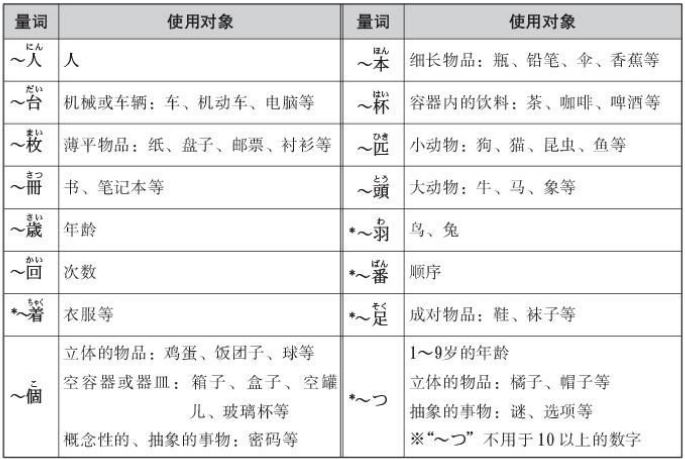 量词 使用对象 量词 使用对象
にん ほん
～人 人 ～本 细长物品：瓶、铅笔、伞、香蕉等
だい はい
～台 机械或车辆：车、机动车、电脑等 ～杯 容器内的饮料：茶、咖啡、啤酒等
まい ひき
～枚 薄平物品：纸、盘子、邮票、衬衫等 ～匹 小动物：狗、猫、昆虫、鱼等
さつ とう
～冊 书、笔记本等 ～頭 大动物：牛、马、象等
さい わ
～歳 年龄 *～羽 鸟、兔
かい ばん
～回 次数 *～番 顺序
ちゃく そく
*～着 衣服等 *～足 成对物品：鞋、袜子等
立体的物品：鸡蛋、饭团子、球等 1～9岁的年龄
こ
～個 空容器或器皿：箱子、盒子、空罐 *～つ 立体的物品：橘子、帽子等
儿、玻璃杯等 抽象的事物：谜、选项等
概念性的、抽象的事物：密码等 ※“～つ”不用于10以上的数字